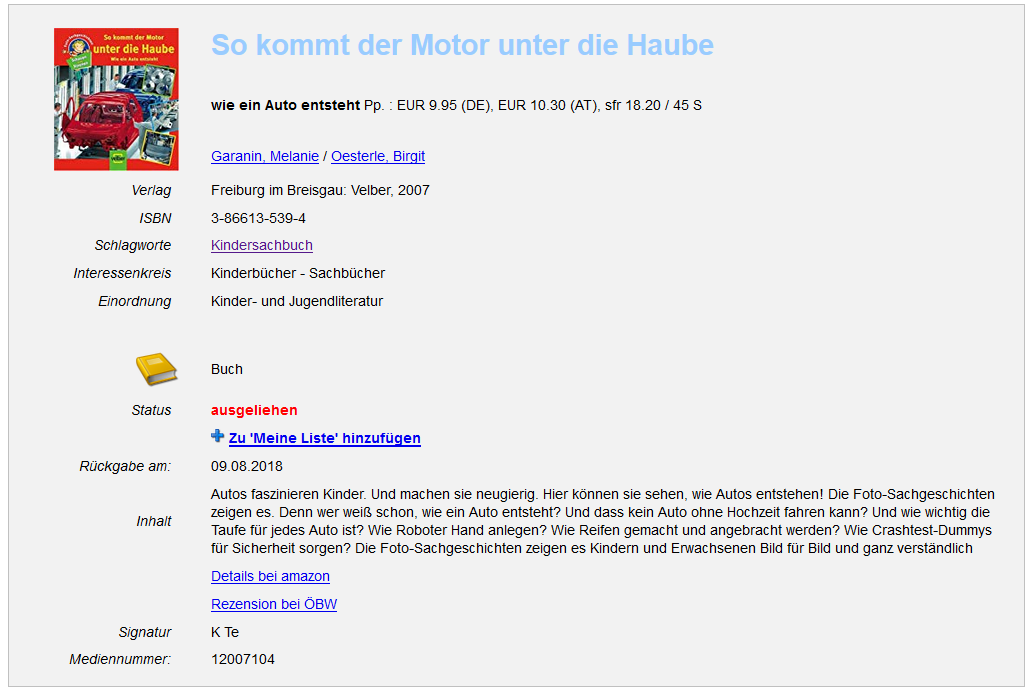 So kommt der Motor
unter die Haube
Wie ein Auto entsteht
So kommt der Motor unter die Haube
wie ein Auto entsteht Pp. : EUR 9.95 (DE), EUR 10.30 (AT), sfr 18.20 / 45 S
Garanin, Melanie / Oesterle, Birgit
Verlag Freiburg im Breisgau: Velber, 2007
ISBN 3-86613-539-4
Schlagworte Kindersachbuch
Interessenkreis Kinderbücher - Sachbücher
Einordnung Kinder- und Jugendliteratur
Buch
Status ausgeliehen
Zu 'Meine Liste' hinzufügen
Rückgabe am: 09.08.2018
Inhalt
Autos faszinieren Kinder. Und machen sie neugierig. Hier können sie sehen, wie Autos entstehen! Die Foto-Sachgeschichten
zeigen es. Denn wer weiß schon, wie ein Auto entsteht? Und dass kein Auto ohne Hochzeit fahren kann? Und wie wichtig die
Taufe für jedes Auto ist? Wie Roboter Hand anlegen? Wie Reifen gemacht und angebracht werden? Wie Crashtest-Dummys
für Sicherheit sorgen? Die Foto-Sachgeschichten zeigen es Kindern und Erwachsenen Bild für Bild und ganz verständlich
Details bei amazon
Rezension bei ÖBW
Signatur K Te
Mediennummer: 12007104